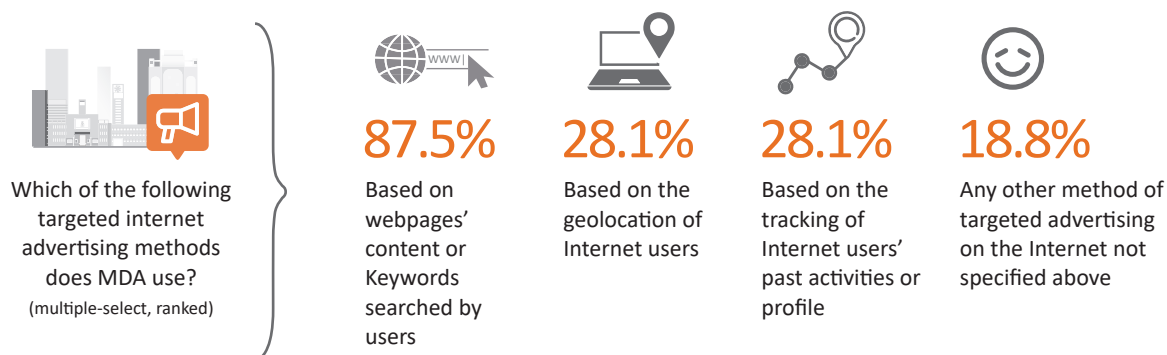 Which of the following
targeted internet
advertising methods
does MDA use?
(multiple-select, ranked)
www
87.5%
Based on
webpages’
content or
Keywords
searched by
users
28.1%
Based on the
geolocation of
Internet users
28.1%
Based on the
tracking of
Internet users’
past activities or
profile
18.8%
Any other method of
targeted advertising
on the Internet not
specified above